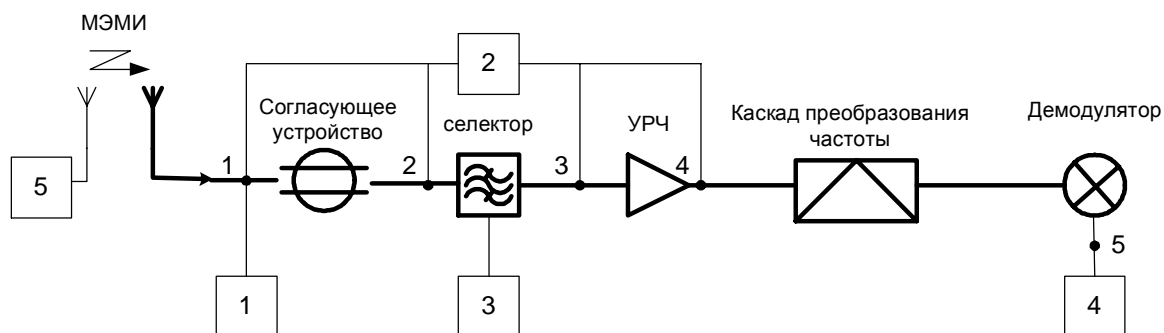 МЭМИ
2
Согласующее
устройство
селектор
УРЧ
Каскад преобразования
частоты
Демодулятор
5
1
2
3
4
5
1
3
4